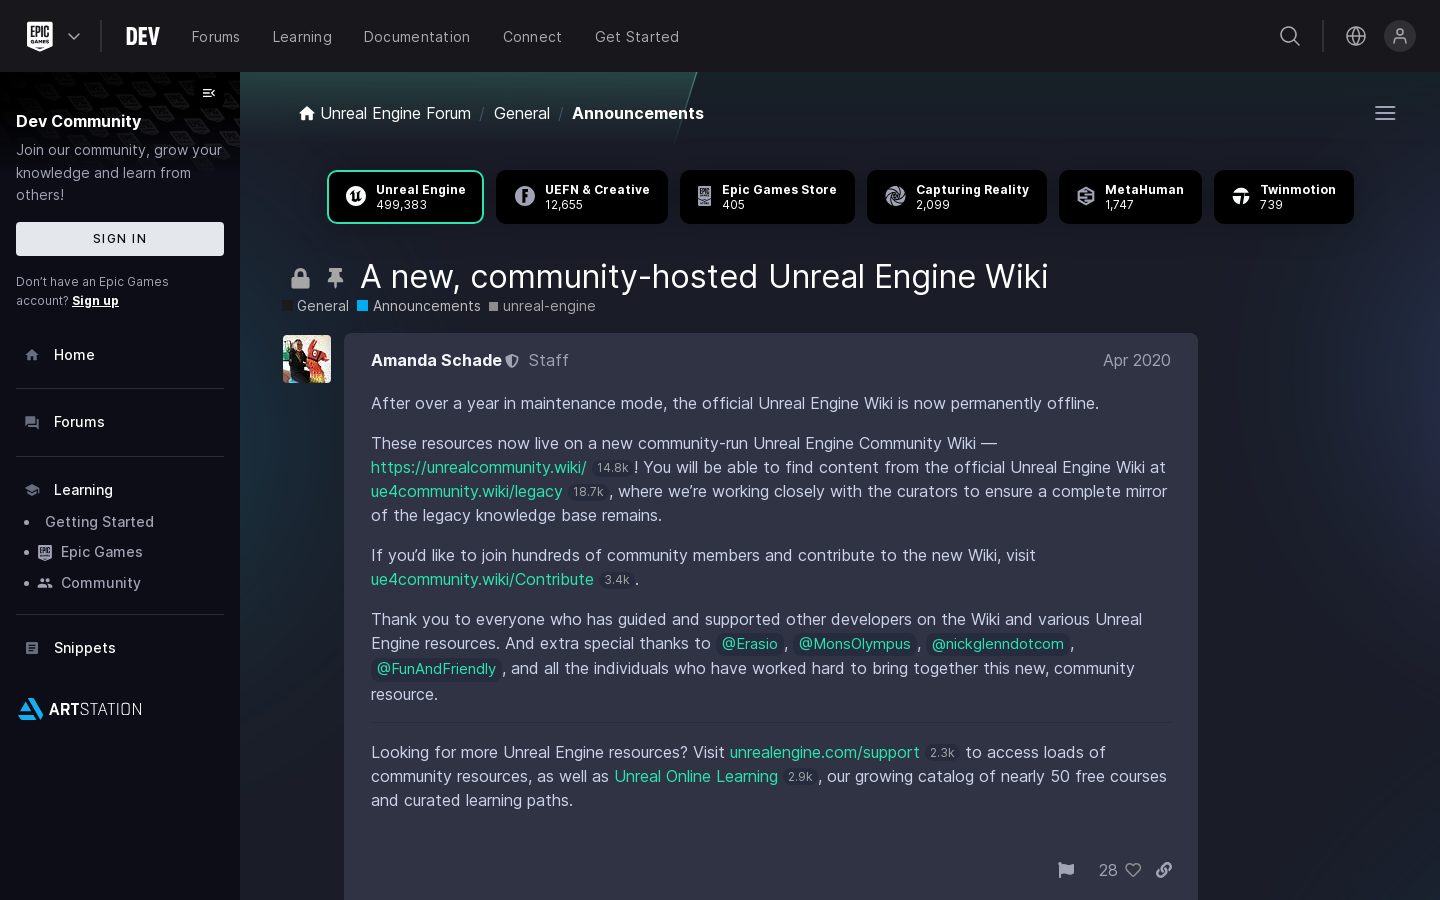 EPIC GAMES
DEV
Forums
Learning
Documentation
Connect
Get Started
Dev Community
Join our community, grow your
knowledge and learn from
others!
SIGN IN
Don't have an Epic Games
account? Sign up
Home
Forums
Learning
Getting Started
Epic Games
Community
Snippets
ARTSTATION
Unreal Engine Forum / General / Announcements
Unreal Engine
499,383
UEFN & Creative
12,655
Epic Games Store
405
Capturing Reality
2,099
MetaHuman
1,747
Twinmotion
739
A new, community-hosted Unreal Engine Wiki
General Announcements unreal-engine
Amanda Schade Staff Apr 2020
After over a year in maintenance mode, the official Unreal Engine Wiki is now permanently offline.
These resources now live on a new community-run Unreal Engine Community Wiki —
https://unrealcommunity.wiki/ 14.8k ! You will be able to find content from the official Unreal Engine Wiki at
ue4community.wiki/legacy 18.7k , where we’re working closely with the curators to ensure a complete mirror
of the legacy knowledge base remains.
If you’d like to join hundreds of community members and contribute to the new Wiki, visit
ue4community.wiki/Contribute 3.4k .
Thank you to everyone who has guided and supported other developers on the Wiki and various Unreal
Engine resources. And extra special thanks to @Erasio , @MonsOlympus , @nickglenndotcom ,
@FunAndFriendly , and all the individuals who have worked hard to bring together this new, community
resource.
Looking for more Unreal Engine resources? Visit unrealengine.com/support 2.3k to access loads of
community resources, as well as Unreal Online Learning 2.9k , our growing catalog of nearly 50 free courses
and curated learning paths.
28